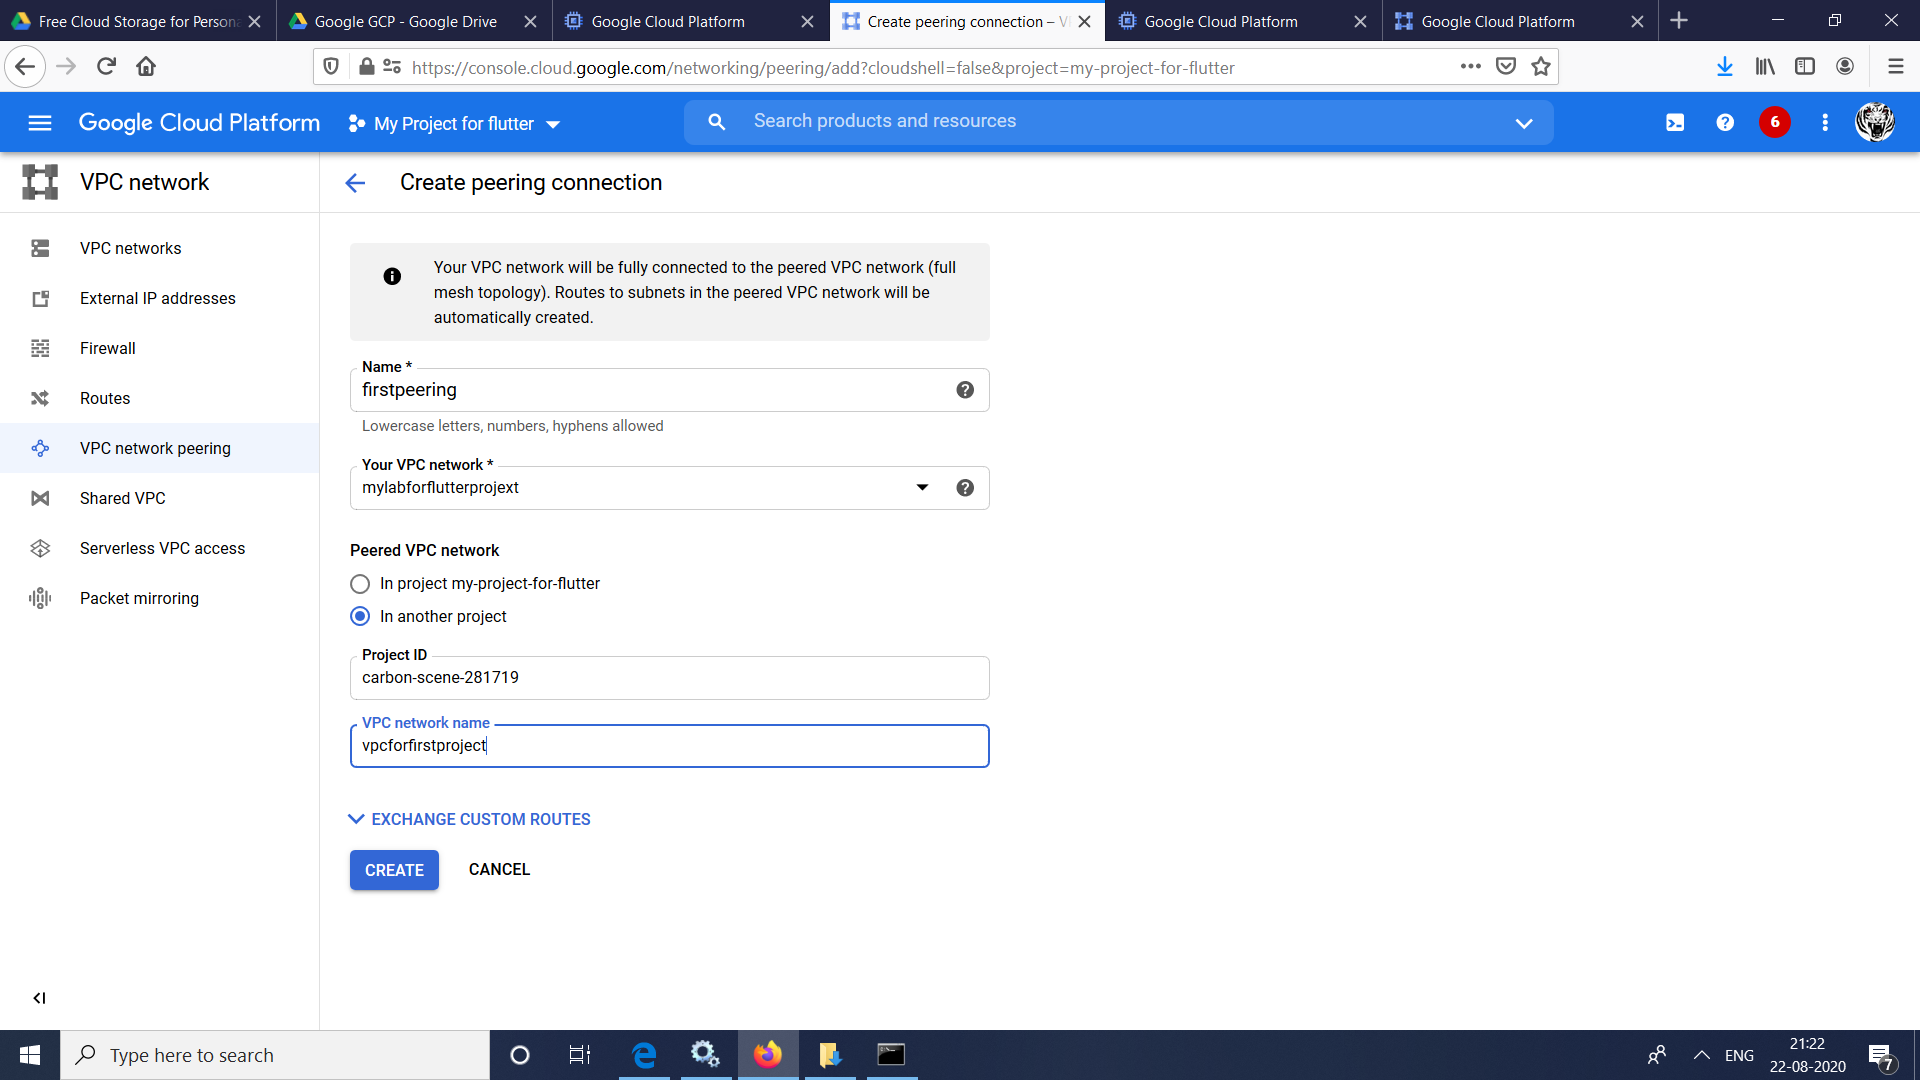 Free Cloud Storage for Persona
Google GCP - Google Drive
Google Cloud Platform
Create peering connection – V
Google Cloud Platform
Google Cloud Platform
https://console.cloud.google.com/networking/peering/add?cloudshell=false&project=my-project-for-flutter
Google Cloud Platform
My Project for flutter
Search products and resources
6
VPC network
Create peering connection
VPC networks
External IP addresses
Firewall
Routes
VPC network peering
Shared VPC
Serverless VPC access
Packet mirroring
Your VPC network will be fully connected to the peered VPC network (full
mesh topology). Routes to subnets in the peered VPC network will be
automatically created.
Name *
firstpeering
Lowercase letters, numbers, hyphens allowed
Your VPC network *
mylabforflutterprojext
Peered VPC network
In project my-project-for-flutter
In another project
Project ID
carbon-scene-281719
VPC network name
vpcforfirstproject
EXCHANGE CUSTOM ROUTES
CREATE
CANCEL
Type here to search
ENG
21:22
22-08-2020
7